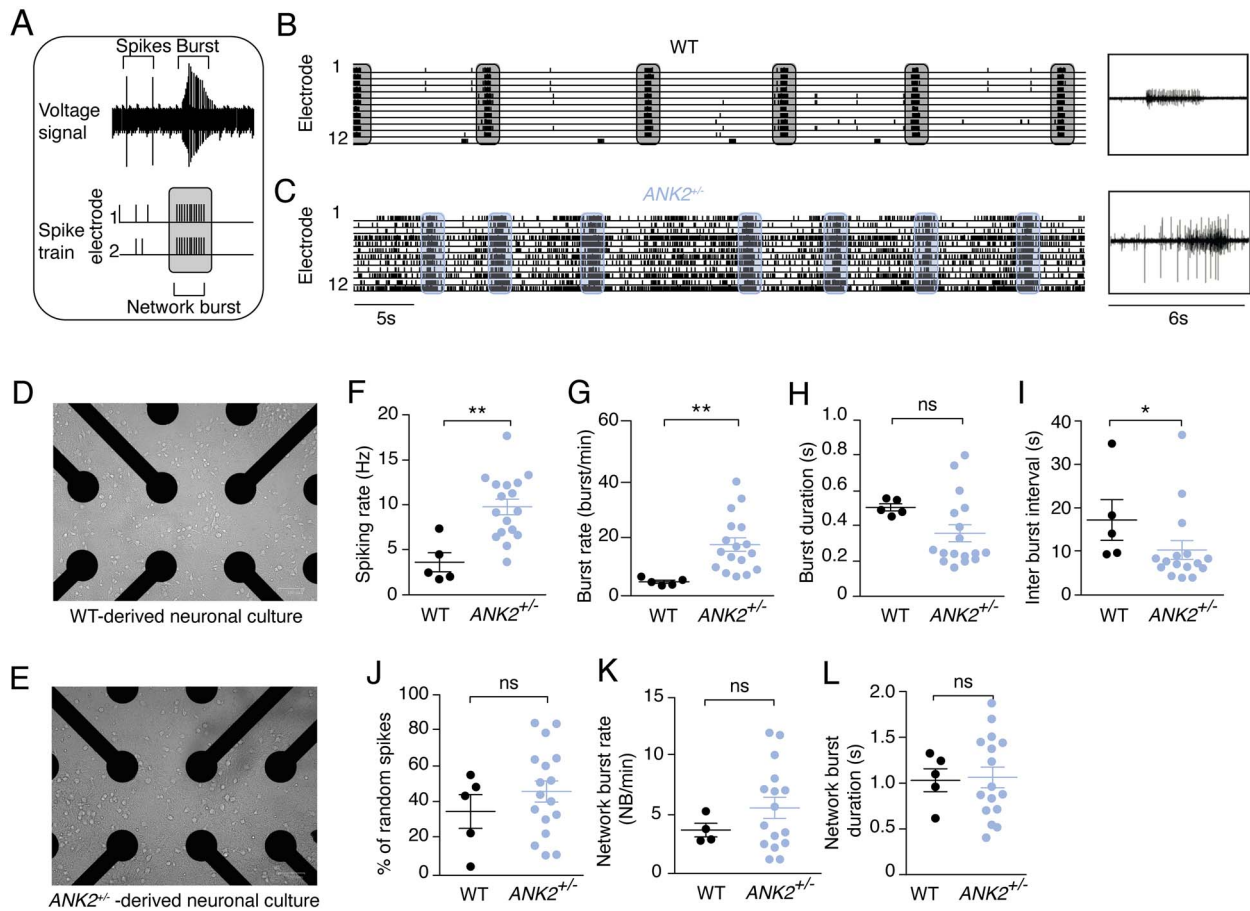 A
Spikes Burst
Voltage
signal
Spike
train
electrode
1
2
Network burst
B
WT
Electrode
1
12
C
ANK2+/-
Electrode
1
12
5s
6s
D
WT-derived neuronal culture
E
ANK2+/- -derived neuronal culture
F
**
Spiking rate (Hz)
20
15
10
5
0
WT ANK2+/-
G
**
Burst rate (burst/min)
60
40
20
0
WT ANK2+/-
H
ns
Burst duration (s)
1.0
0.8
0.6
0.4
0.2
0
WT ANK2+/-
I
*
Inter burst interval (s)
40
30
20
10
0
WT ANK2+/-
J
ns
% of random spikes
100
80
60
40
20
0
WT ANK2+/-
K
ns
Network burst rate
(NB/min)
15
10
5
0
WT ANK2+/-
L
ns
Network burst
duration (s)
2.0
1.5
1.0
0.5
0
WT ANK2+/-